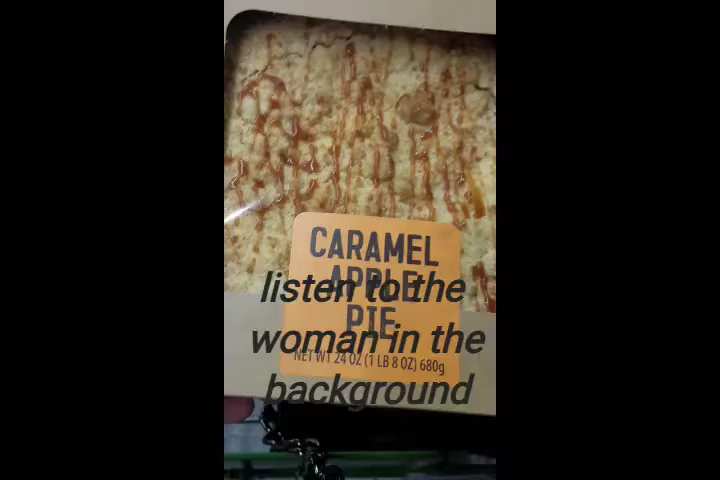 CARAMEL
APPLE
PIE
NET WT 24 OZ (1 LB 8 OZ) 680g
listen to the
woman in the
background